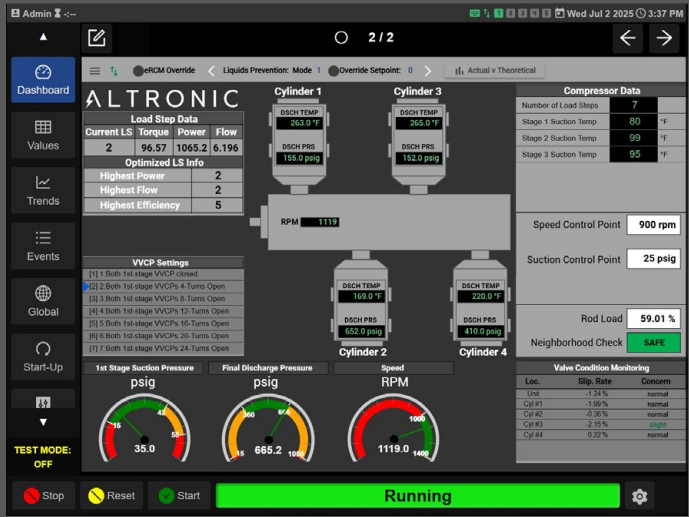 Admin -:--
1 2 3 4 5 6 Wed Jul 2 2025 3:37 PM
2 / 2
eRCM Override Liquids Prevention: Mode 1 Override Setpoint: 0 Actual v Theoretical
Dashboard
Values
Trends
Events
Global
Start-Up
TEST MODE:
OFF
ALTRONIC
Load Step Data
Current LS Torque Power Flow
2 96.57 1065.2 6.196
Optimized LS Info
Highest Power 2
Highest Flow 2
Highest Efficiency 5
Cylinder 1
DSCH TEMP
263.0 °F
DSCH PRS
155.0 psig
Cylinder 3
DSCH TEMP
265.0 °F
DSCH PRS
152.0 psig
RPM 1119
DSCH TEMP
169.0 °F
DSCH PRS
652.0 psig
Cylinder 2
DSCH TEMP
220.0 °F
DSCH PRS
410.0 psig
Cylinder 4
Compressor Data
Number of Load Steps 7
Stage 1 Suction Temp 80 °F
Stage 2 Suction Temp 99 °F
Stage 3 Suction Temp 95 °F
Speed Control Point 900 rpm
Suction Control Point 25 psig
Rod Load 59.01 %
Neighborhood Check SAFE
VVCP Settings
[1] 1:Both 1st-stage VVCP closed
[2] 2:Both 1st-stage VVCPs 4-Turns Open
[3] 3:Both 1st-stage VVCPs 8-Turns Open
[4] 4:Both 1st-stage VVCPs 12-Turns Open
[5] 5:Both 1st-stage VVCPs 16-Turns Open
[6] 6:Both 1st-stage VVCPs 20-Turns Open
[7] 7:Both 1st-stage VVCPs 24-Turns Open
1st Stage Suction Pressure
psig
15 42 55
35.0
Final Discharge Pressure
psig
15 1050
665.2
Speed
RPM
1000 1400
1119.0
Valve Condition Monitoring
Loc. Slip. Rate Concern
Unit -1.24 % normal
Cyl #1 -1.99 % normal
Cyl #2 -0.36 % normal
Cyl #3 -2.15 % slight
Cyl #4 0.22 % normal
Stop
Reset
Start
Running